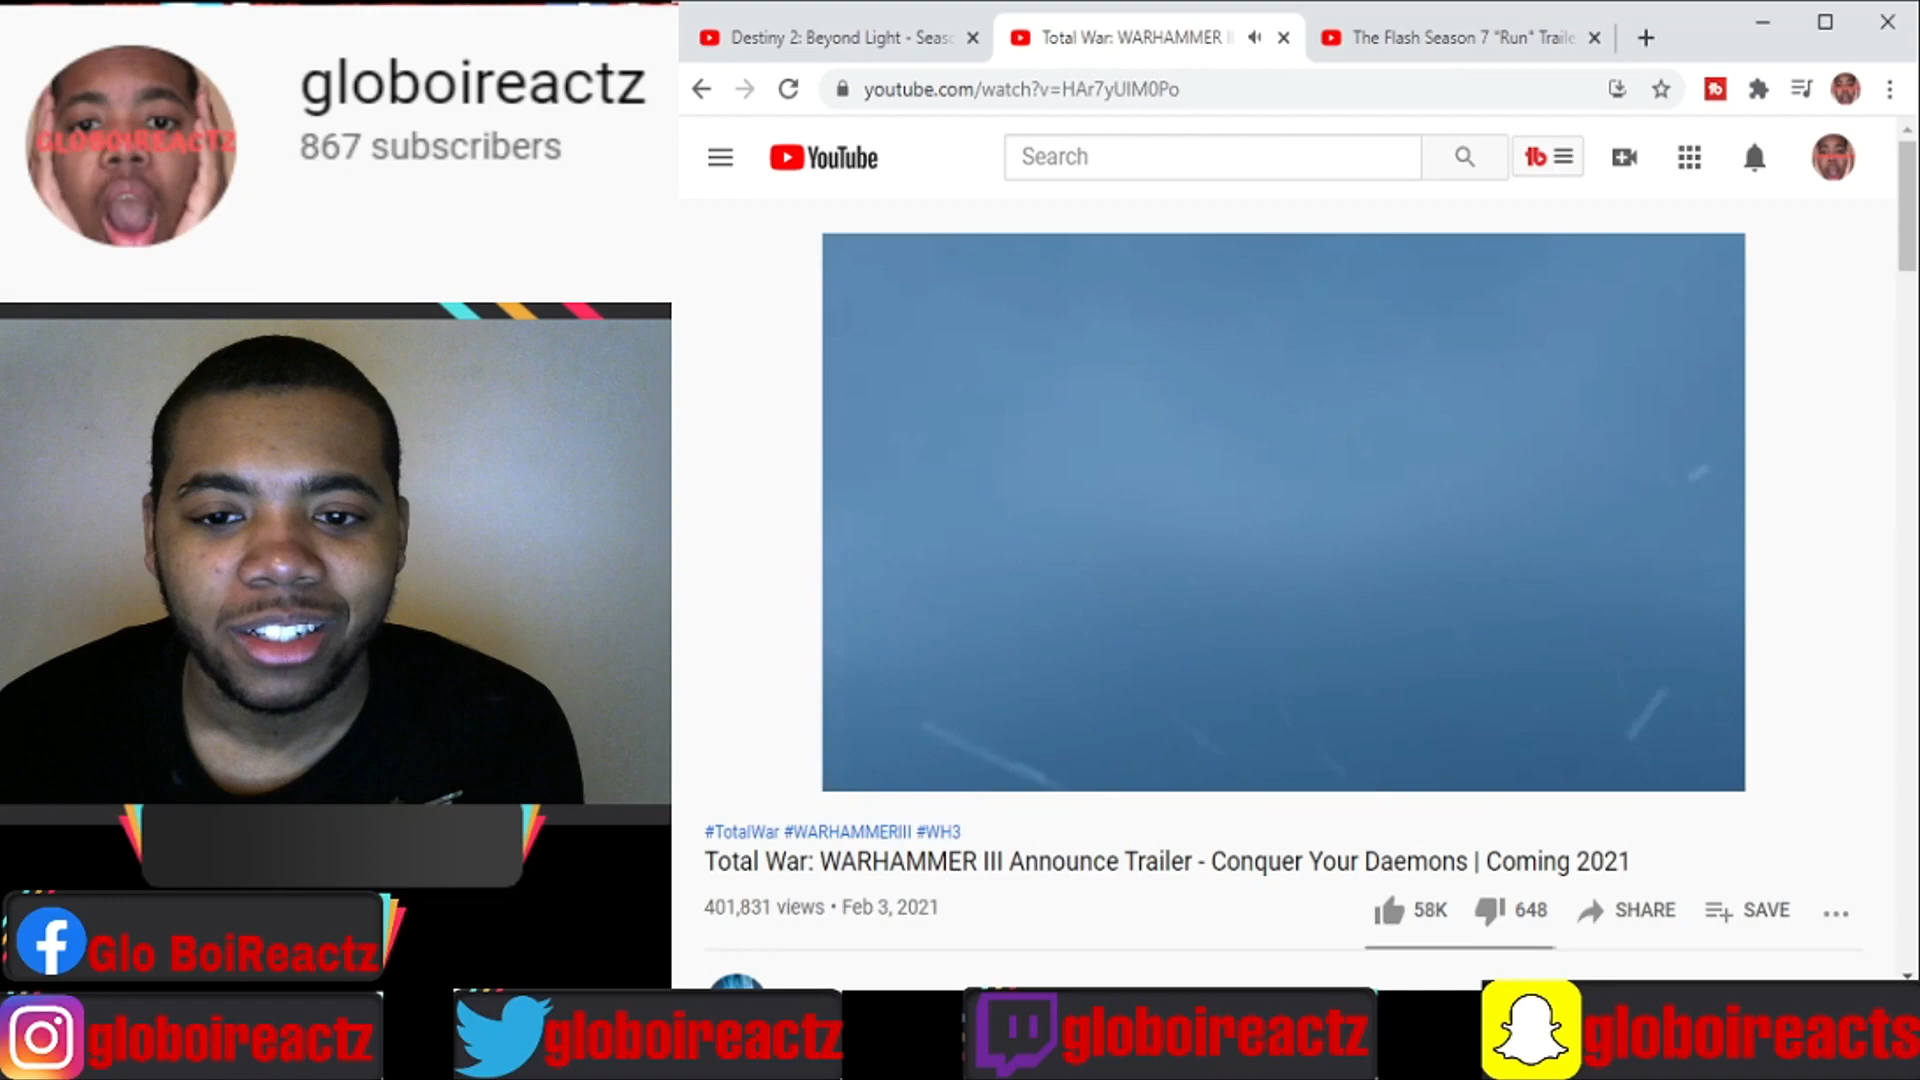 globoireactz
867 subscribers
GLOBOIREACTZ
Destiny 2: Beyond Light - Seas
Total War: WARHAMMER I
The Flash Season 7 "Run" Traile
youtube.com/watch?v=HAr7yUIM0Po
YouTube
Search
#TotalWar #WARHAMMERIII #WH3
Total War: WARHAMMER III Announce Trailer - Conquer Your Daemons | Coming 2021
401,831 views • Feb 3, 2021
58K
648
SHARE
SAVE
Glo BoiReactz
globoireactz
globoireactz
globoireactz
globoireacts